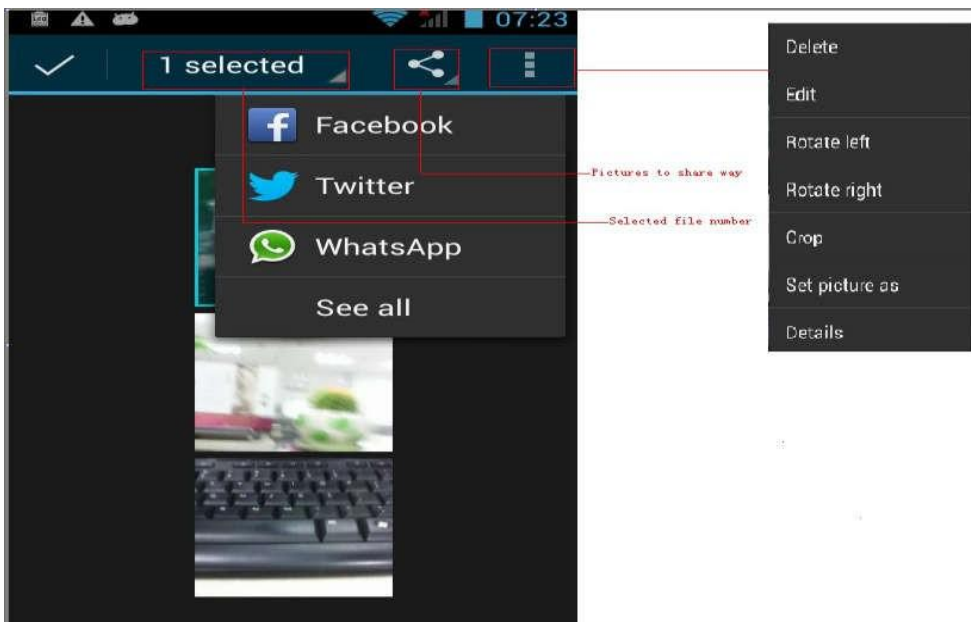 07:23
1 selected
Facebook
Twitter
WhatsApp
See all
Pictures to share way
Selected file number
Delete
Edit
Rotate left
Rotate right
Crop
Set picture as
Details